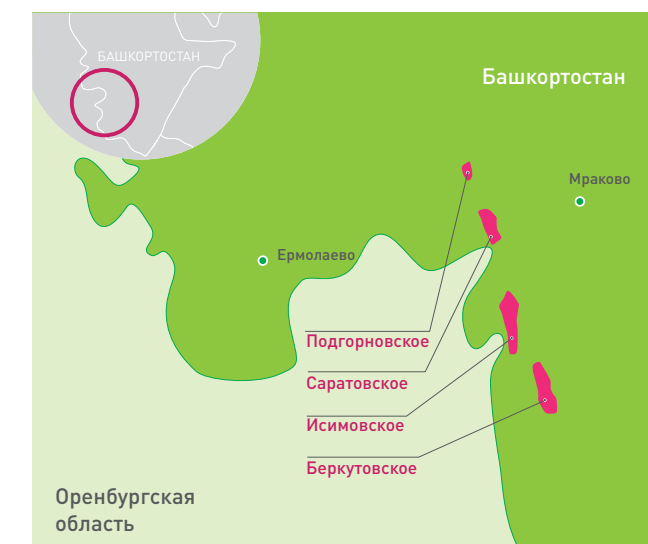 БАШКОРТОСТАН
Башкортостан
Мраково
Ермолаево
Подгорновское
Саратовское
Исимовское
Беркутовское
Оренбургская
область